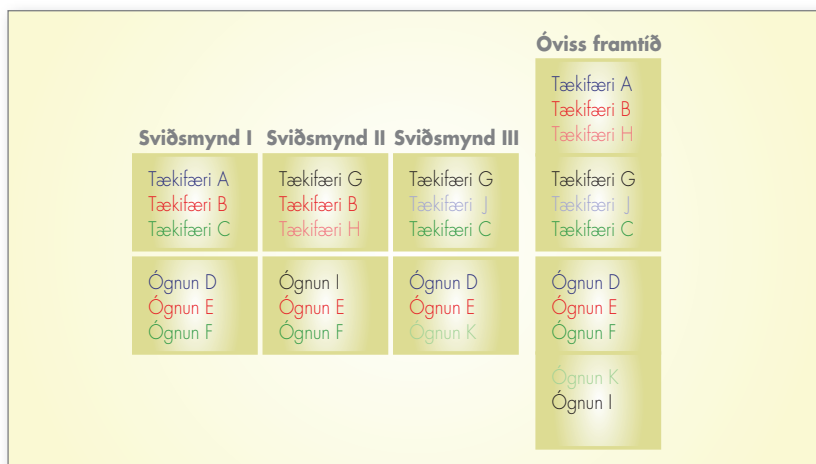 Sviðsmynd I
Tækifæri A
Tækifæri B
Tækifæri C
Ógnun D
Ógnun E
Ógnun F
Sviðsmynd II
Tækifæri G
Tækifæri B
Tækifæri H
Ógnun I
Ógnun E
Ógnun F
Sviðsmynd III
Tækifæri G
Tækifæri J
Tækifæri C
Ógnun D
Ógnun E
Ógnun K
Óviss framtíð
Tækifæri A
Tækifæri B
Tækifæri H
Tækifæri G
Tækifæri J
Tækifæri C
Ógnun D
Ógnun E
Ógnun F
Ógnun K
Ógnun I